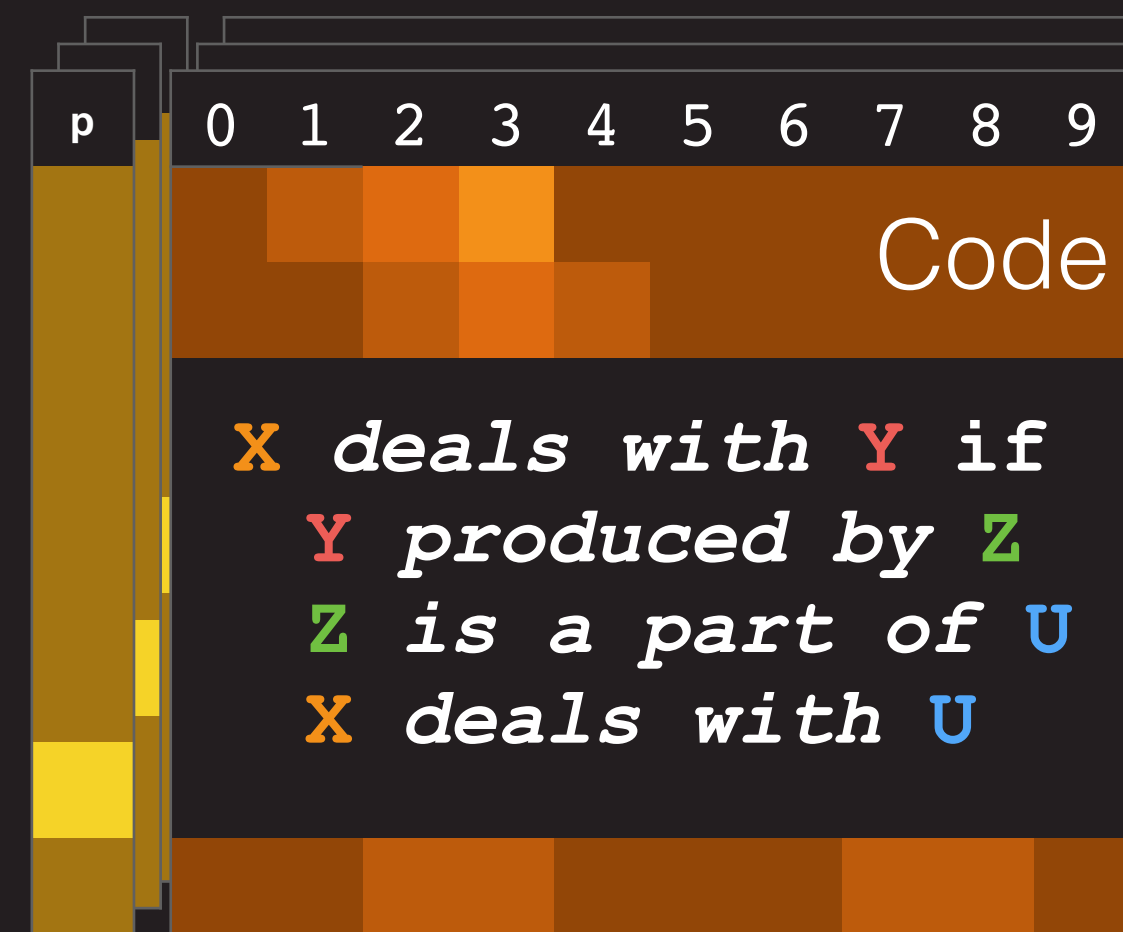 p 0 1 2 3 4 5 6 7 8 9
Code
X deals with Y if
Y produced by Z
Z is a part of U
X deals with U